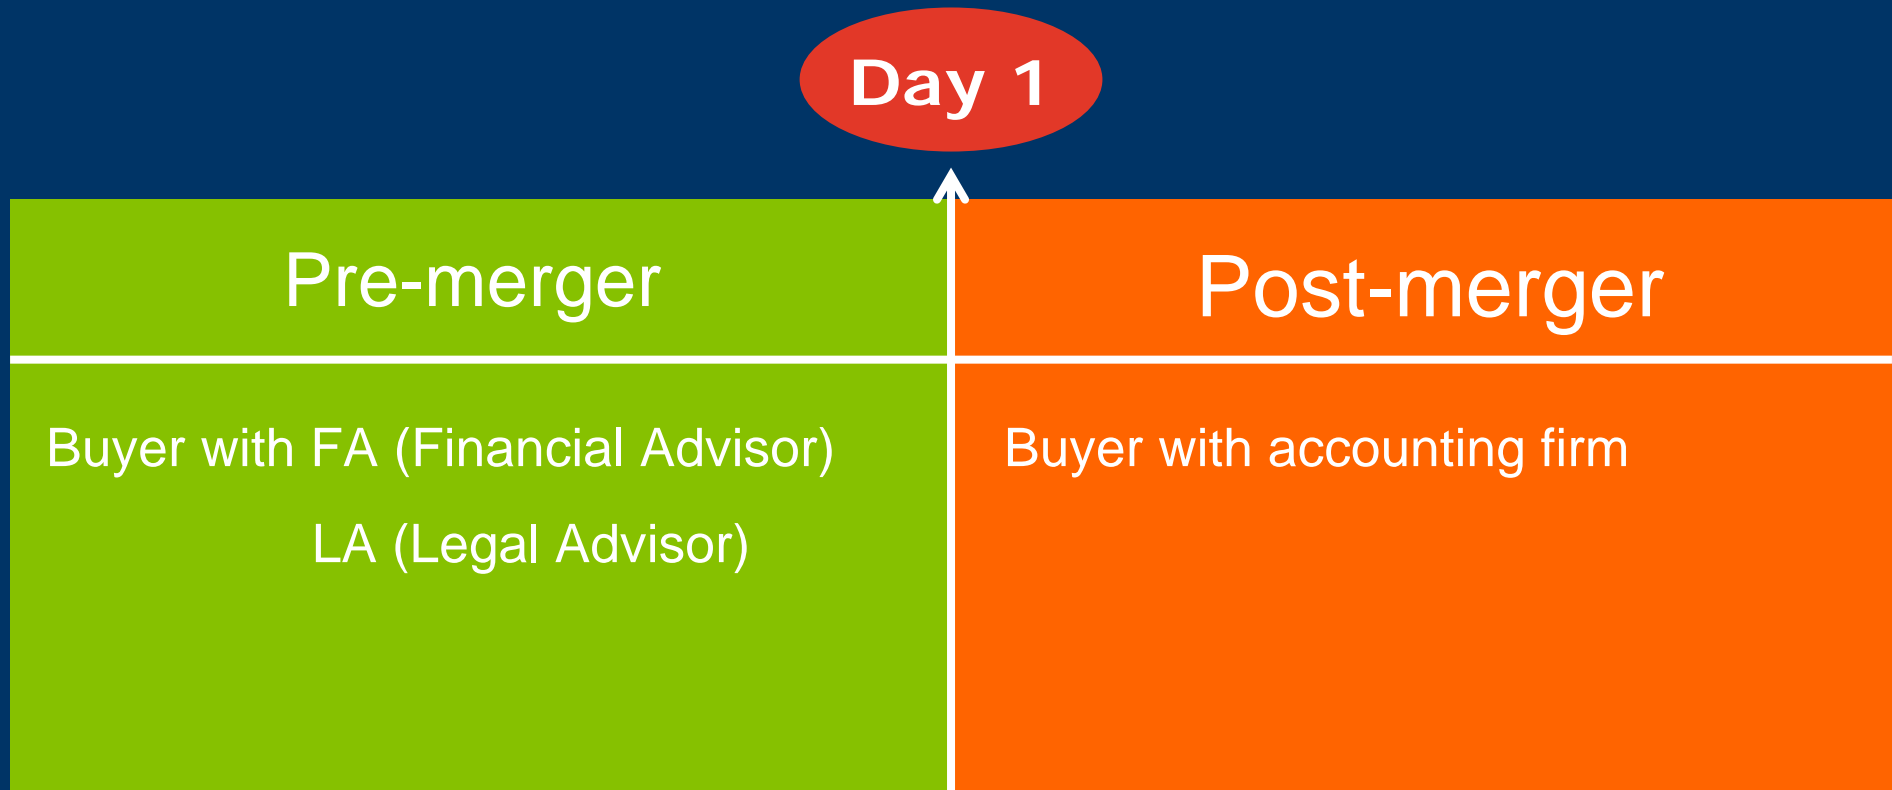 Day 1
Pre-merger
Post-merger
Buyer with FA (Financial Advisor)
LA (Legal Advisor)
Buyer with accounting firm